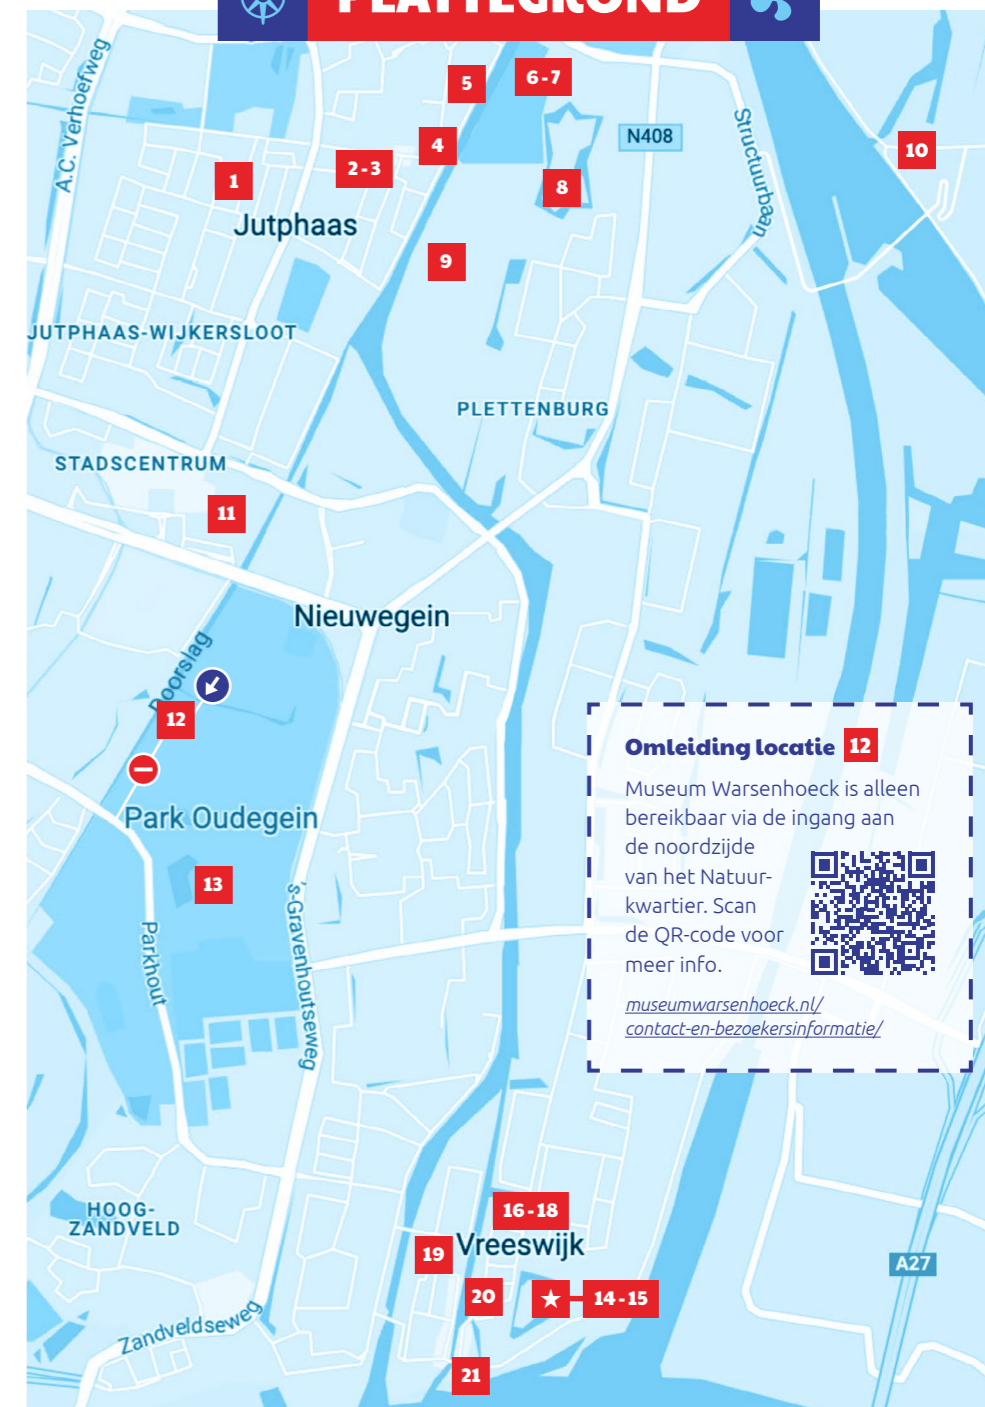 PLATTEGROND
A.C. Verhoefweg
5
6-7
N408
Structuurbaan
10
4
2-3
1
8
Jutphaas
9
JUTPHAAS-WIJKERSLOOT
PLETTENBURG
STADSCENTRUM
11
Nieuwegein
Doorslag
12
Park Oudegein
13
Parkhout
's-Gravenhoutseweg
Omleiding locatie 12
Museum Warsenhoeck is alleen
bereikbaar via de ingang aan
de noordzijde
van het Natuur-
kwartier. Scan
de QR-code voor
meer info.
museumwarsenhoeck.nl/
contact-en-bezoekersinformatie/
HOOG-
ZANDVELD
16-18
Vreeswijk
19
20
14-15
A27
Zandveldseweg
21